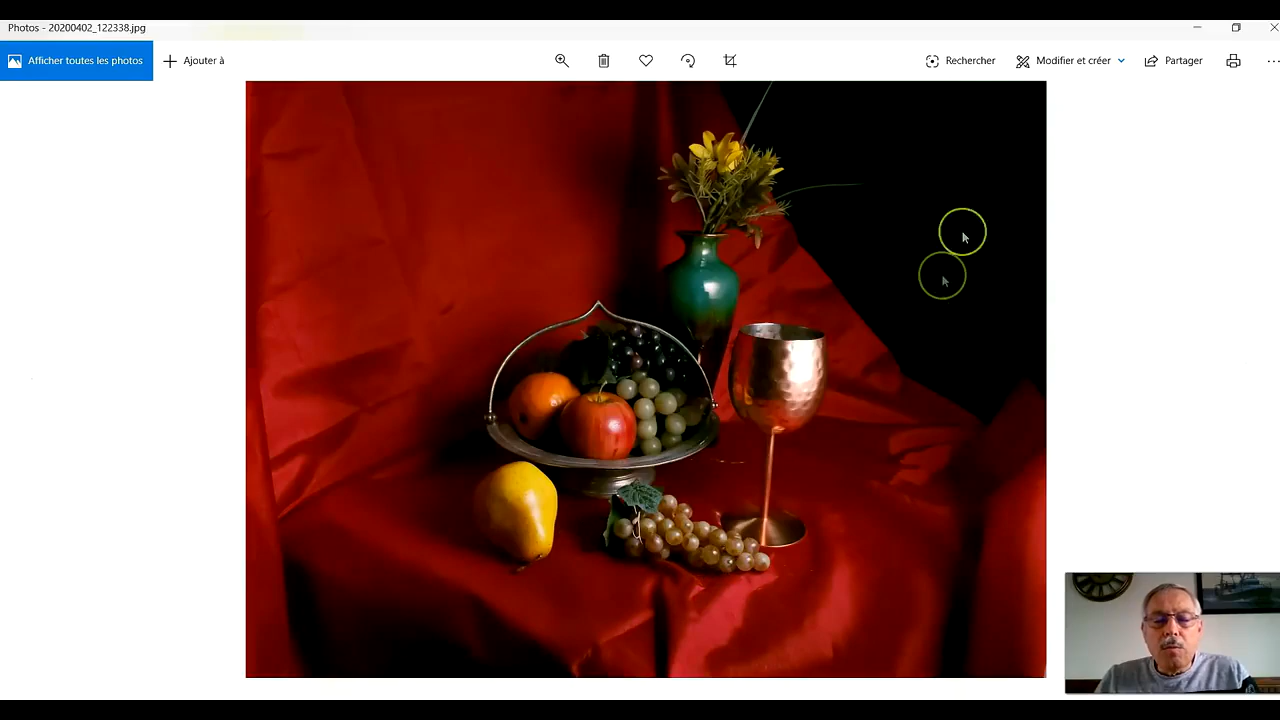 Photos - 20200402_122338.jpg
Afficher toutes les photos
Ajouter à
Rechercher
Modifier et créer
Partager